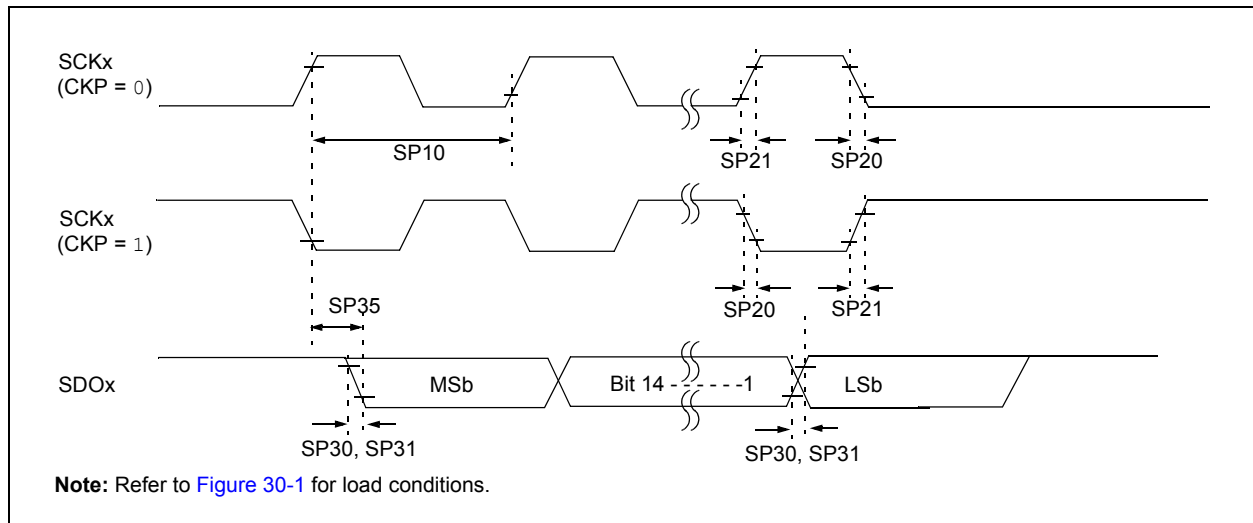 SCKx
(CKP = 0)
SP10
SP21
SP20
SCKx
(CKP = 1)
SP35
SP20
SP21
SDOx
MSb
Bit 14 - - - - - -1
LSb
SP30, SP31
SP30, SP31
Note: Refer to Figure 30-1 for load conditions.